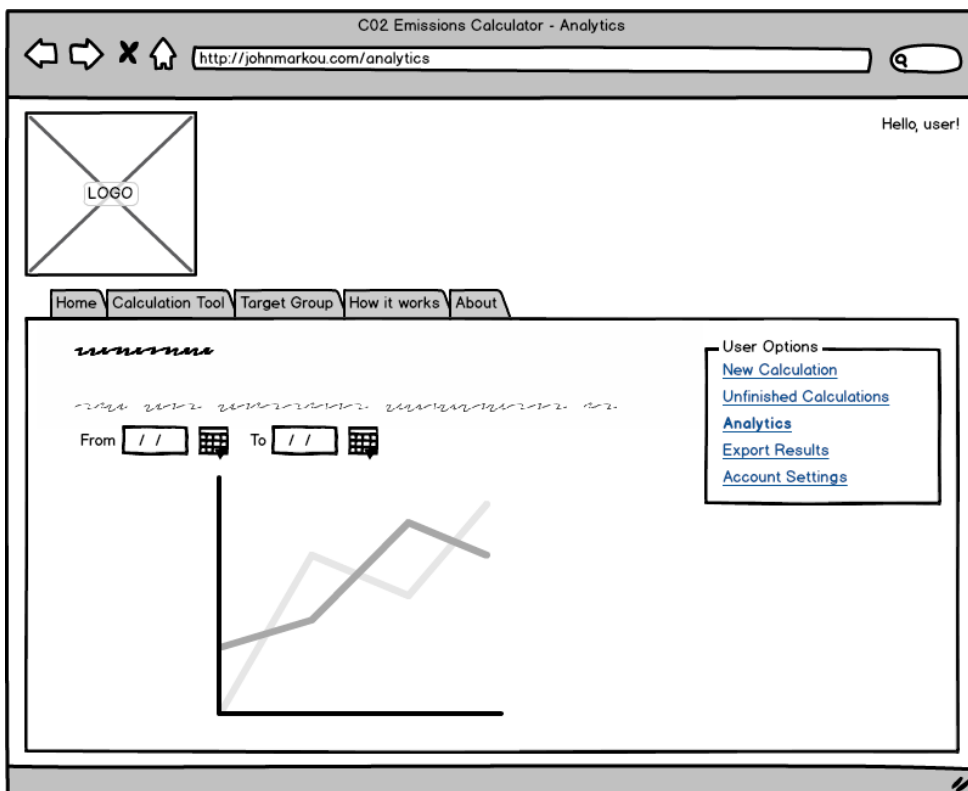 C02 Emissions Calculator - Analytics
http://johnmarkou.com/analytics
Hello, user!
LOGO
Home Calculation Tool Target Group How it works About
User Options
New Calculation
Unfinished Calculations
Analytics
Export Results
Account Settings
From / / To / /